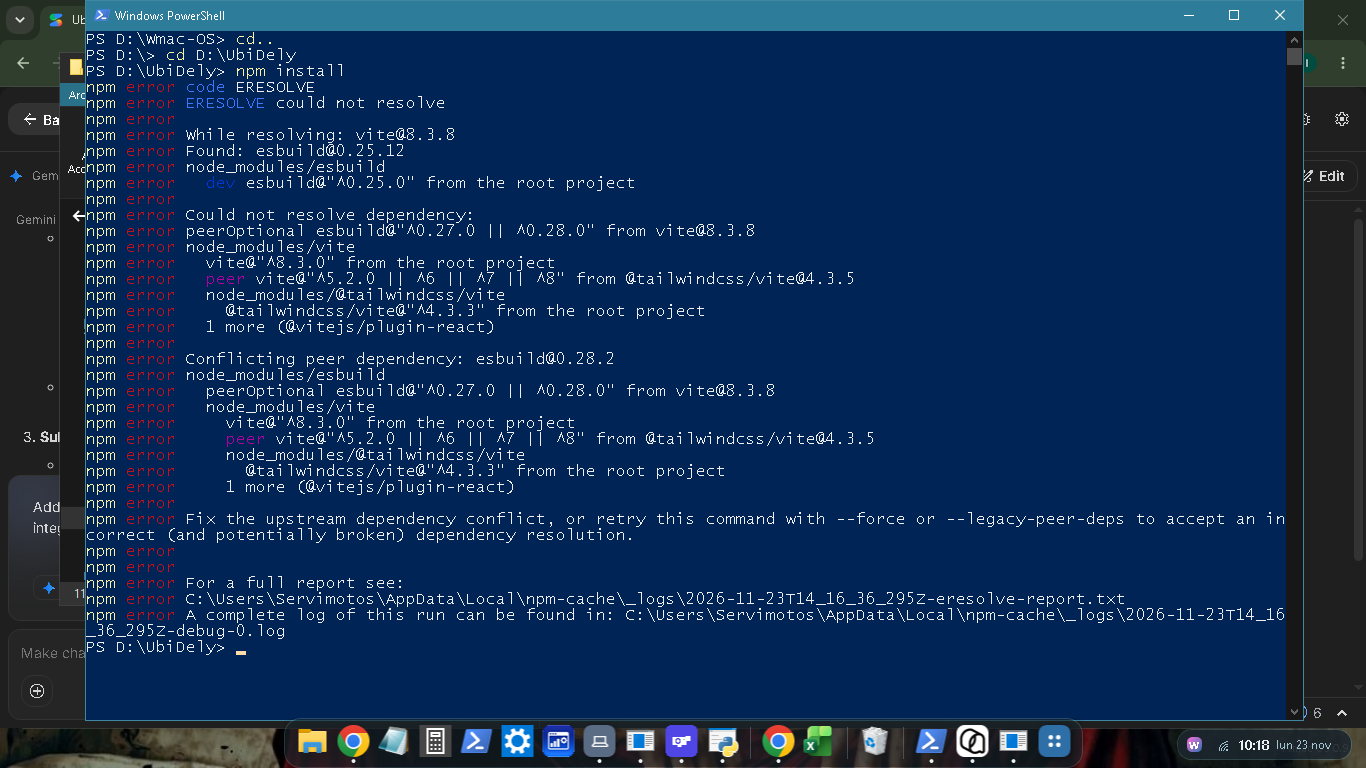 Windows PowerShell
PS D:\Wmac-OS> cd..
PS D:\> cd D:\UbiDely
PS D:\UbiDely> npm install
npm error code ERESOLVE
npm error ERESOLVE could not resolve
npm error
npm error While resolving: vite@8.3.8
npm error Found: esbuild@0.25.12
npm error node_modules/esbuild
npm error   dev esbuild@"^0.25.0" from the root project
npm error
npm error Could not resolve dependency:
npm error peerOptional esbuild@"^0.27.0 || ^0.28.0" from vite@8.3.8
npm error node_modules/vite
npm error   vite@"^8.3.0" from the root project
npm error   peer vite@"^5.2.0 || ^6 || ^7 || ^8" from @tailwindcss/vite@4.3.5
npm error   node_modules/@tailwindcss/vite
npm error     @tailwindcss/vite@"^4.3.3" from the root project
npm error   1 more (@vitejs/plugin-react)
npm error
npm error Conflicting peer dependency: esbuild@0.28.2
npm error node_modules/esbuild
npm error   peerOptional esbuild@"^0.27.0 || ^0.28.0" from vite@8.3.8
npm error   node_modules/vite
npm error     vite@"^8.3.0" from the root project
npm error     peer vite@"^5.2.0 || ^6 || ^7 || ^8" from @tailwindcss/vite@4.3.5
npm error     node_modules/@tailwindcss/vite
npm error       @tailwindcss/vite@"^4.3.3" from the root project
npm error     1 more (@vitejs/plugin-react)
npm error
npm error Fix the upstream dependency conflict, or retry this command with --force or --legacy-peer-deps to accept an in
correct (and potentially broken) dependency resolution.
npm error
npm error
npm error For a full report see:
npm error C:\Users\Servimotos\AppData\Local\npm-cache\_logs\2026-11-23T14_16_36_295Z-eresolve-report.txt
npm error A complete log of this run can be found in: C:\Users\Servimotos\AppData\Local\npm-cache\_logs\2026-11-23T14_16
_36_295Z-debug-0.log
PS D:\UbiDely>
Ub
Arc
Ba
Acc
Gem
Edit
Gemini
3. Sul
Add
integ
11
Make cha
6
10:18 lun 23 nov